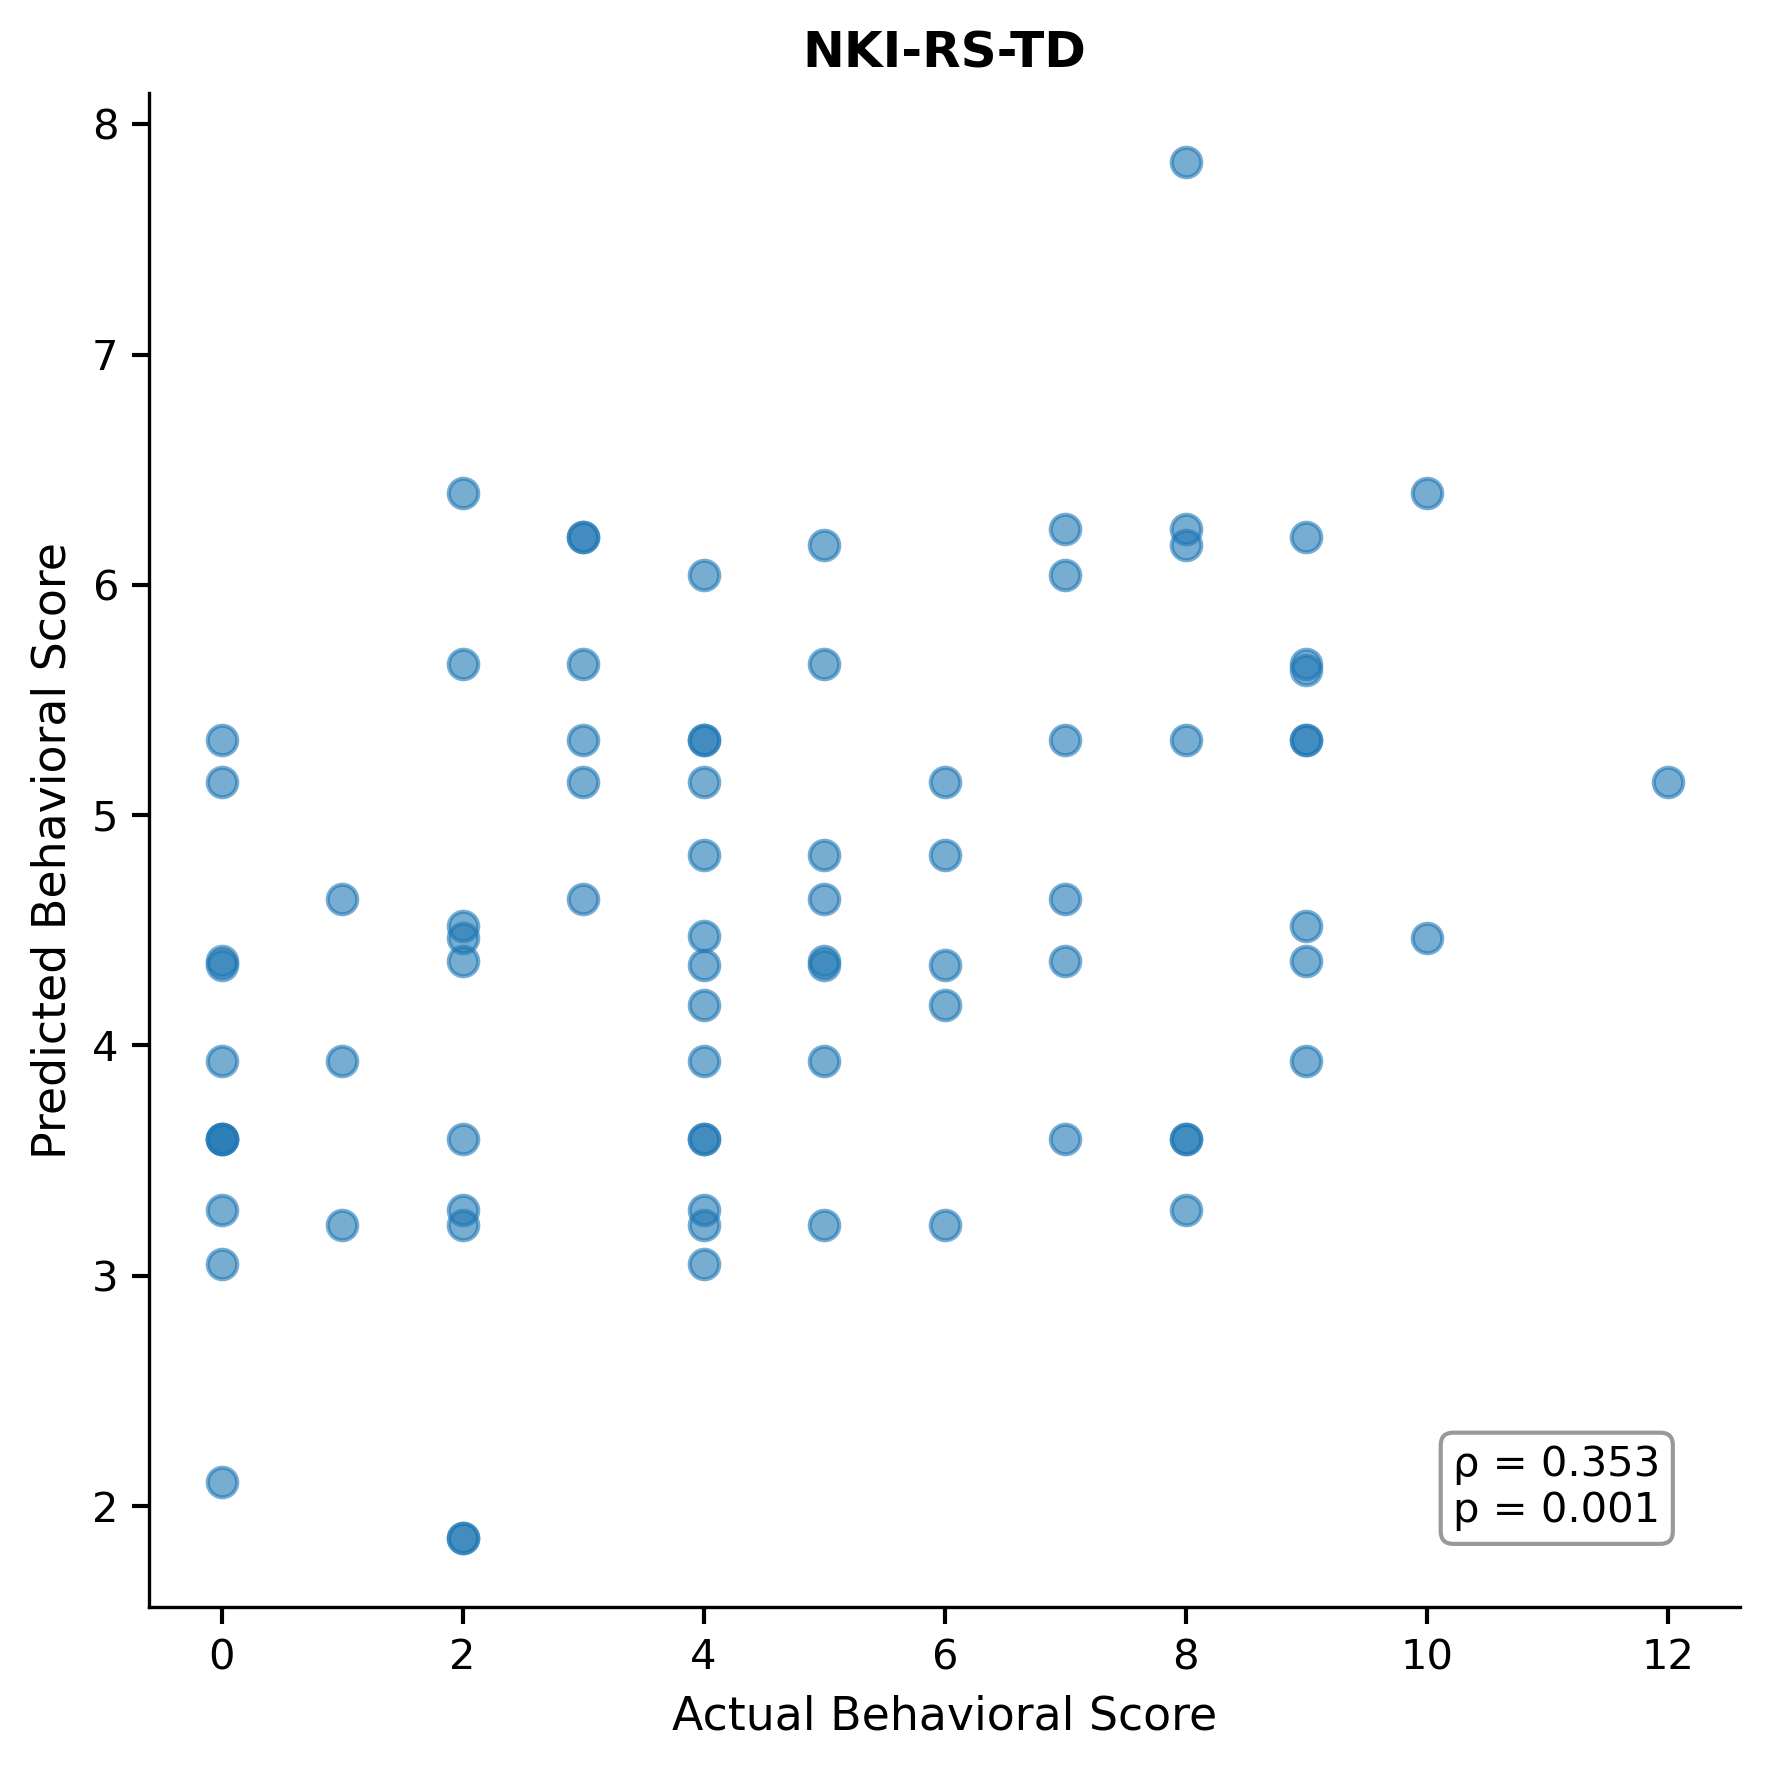 NKI-RS-TD
8
7
6
5
4
3
2
Predicted Behavioral Score
ρ = 0.353
p = 0.001
0 2 4 6 8 10 12
Actual Behavioral Score